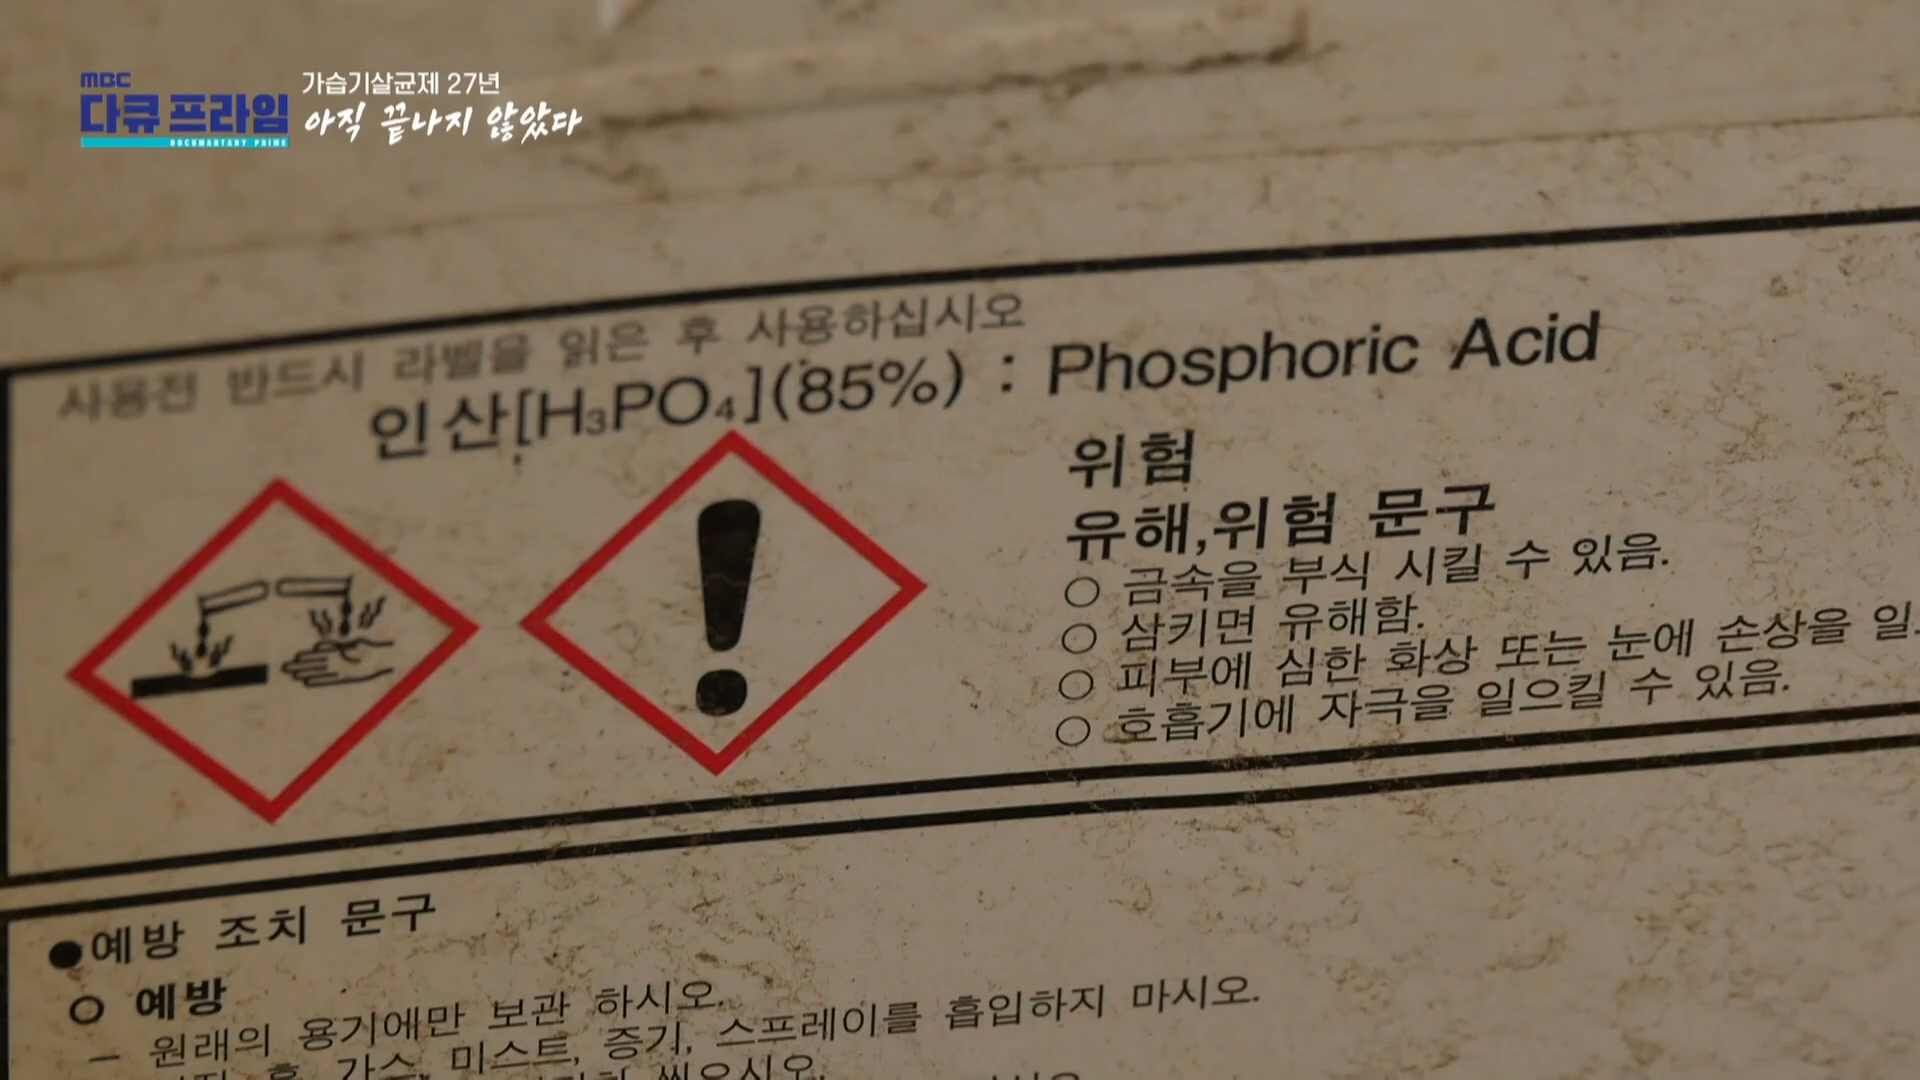 MBC
다큐프라임
DOCUMENTARY PRIME
가습기살균제 27년
아직 끝나지 않았다
사용전 반드시 라벨을 읽은 후 사용하십시오
인산[H₃PO₄](85%) : Phosphoric Acid
위험
유해,위험 문구
○ 금속을 부식 시킬 수 있음.
○ 삼키면 유해함.
○ 피부에 심한 화상 또는 눈에 손상을 일
○ 호흡기에 자극을 일으킬 수 있음.
●예방 조치 문구
○ 예방
– 원래의 용기에만 보관 하시오.
가스, 미스트, 증기, 스프레이를 흡입하지 마시오.
씻으시오.